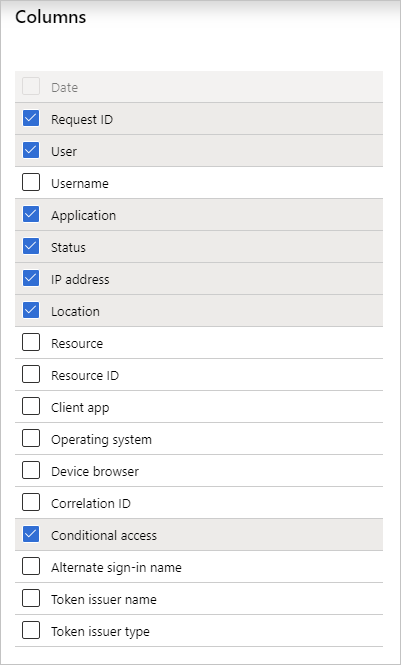 Columns
Date
Request ID
User
Username
Application
Status
IP address
Location
Resource
Resource ID
Client app
Operating system
Device browser
Correlation ID
Conditional access
Alternate sign-in name
Token issuer name
Token issuer type